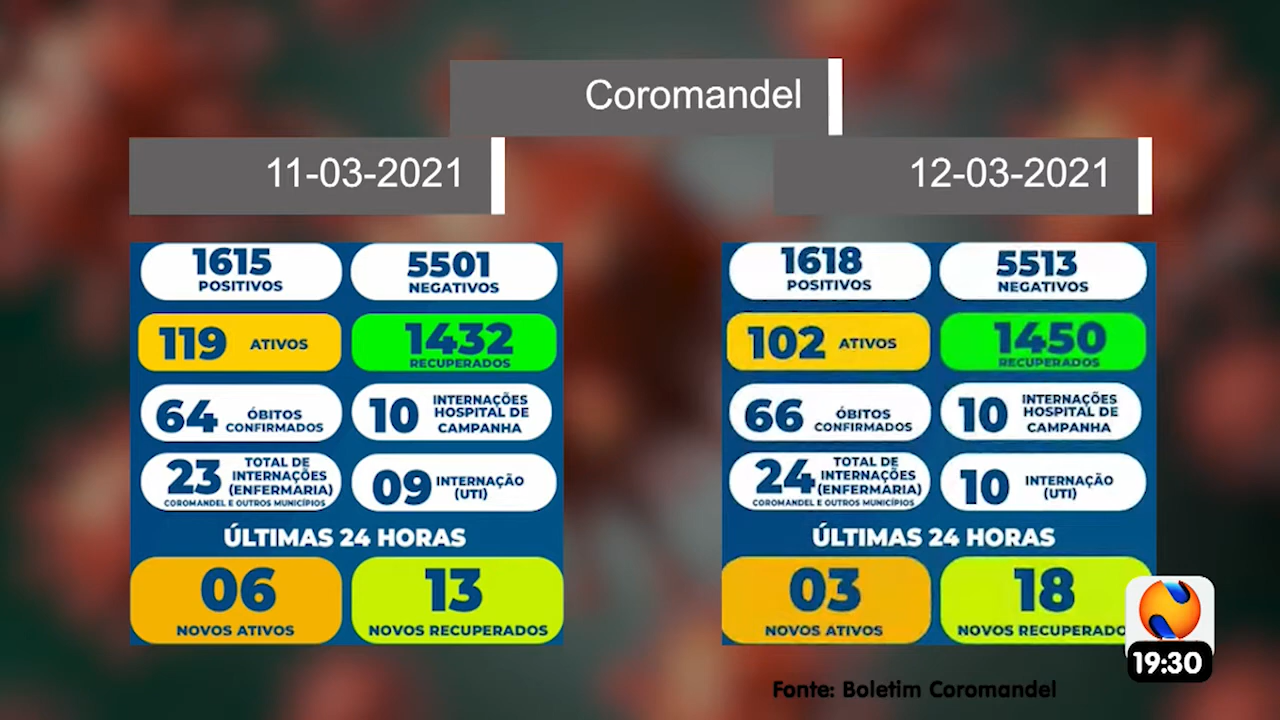 Coromandel
11-03-2021
1615
POSITIVOS
5501
NEGATIVOS
119 ATIVOS
1432
RECUPERADOS
64 ÓBITOS
CONFIRMADOS
10 INTERNAÇÕES
HOSPITAL DE
CAMPANHA
23 TOTAL DE
INTERNAÇÕES
(ENFERMÁRIA)
COROMANDEL E OUTROS MUNICÍPIOS
09 INTERNAÇÃO
(UTI)
ÚLTIMAS 24 HORAS
06
NOVOS ATIVOS
13
NOVOS RECUPERADOS
12-03-2021
1618
POSITIVOS
5513
NEGATIVOS
102 ATIVOS
1450
RECUPERADOS
66 ÓBITOS
CONFIRMADOS
10 INTERNAÇÕES
HOSPITAL DE
CAMPANHA
24 TOTAL DE
INTERNAÇÕES
(ENFERMÁRIA)
COROMANDEL E OUTROS MUNICÍPIOS
10 INTERNAÇÃO
(UTI)
ÚLTIMAS 24 HORAS
03
NOVOS ATIVOS
18
NOVOS RECUPERADO
19:30
Fonte: Boletim Coromandel